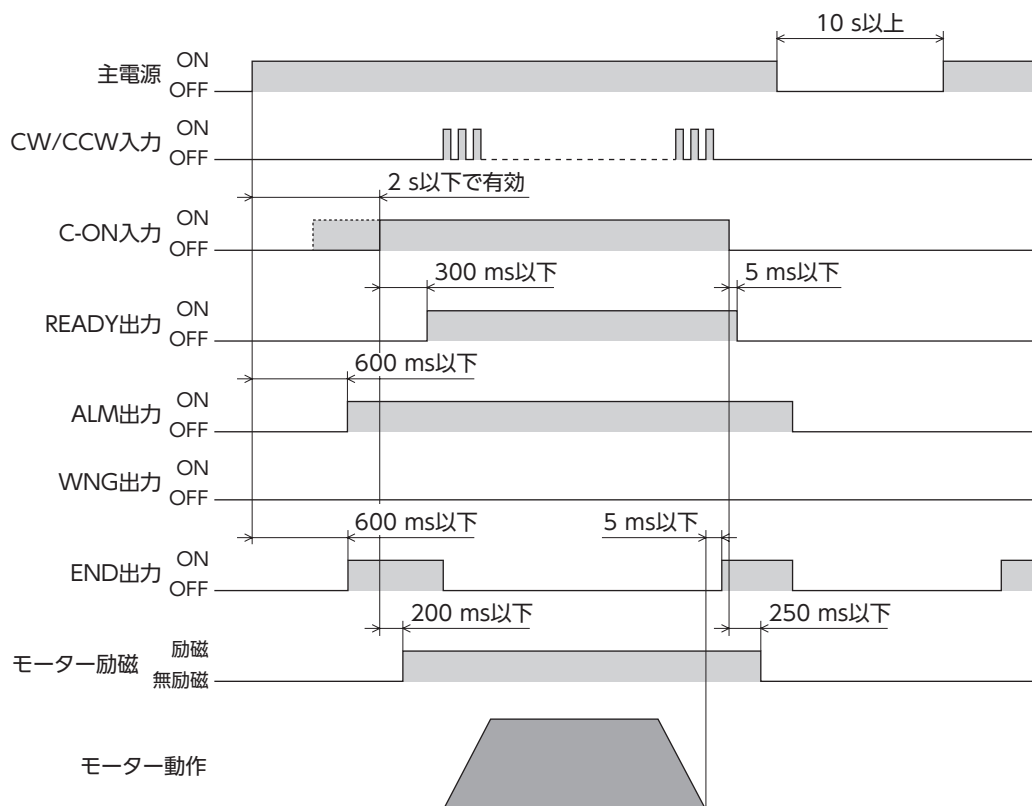 10 s以上
主電源
ON
OFF
CW/CCW入力
ON
OFF
2 s以下で有効
C-ON入力
ON
OFF
300 ms以下
5 ms以下
READY出力
ON
OFF
600 ms以下
ALM出力
ON
OFF
WNG出力
ON
OFF
600 ms以下
5 ms以下
END出力
ON
OFF
200 ms以下
250 ms以下
モーター励磁
励磁
無励磁
モーター動作